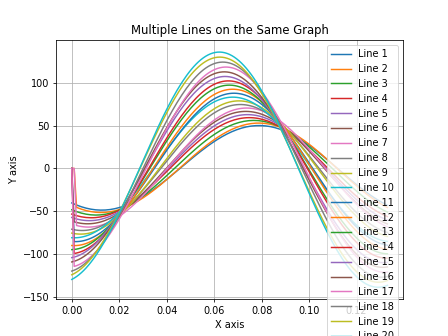 Multiple Lines on the Same Graph
Y axis
100
50
0
−50
−100
−150
0.00
0.02
0.04
0.06
0.08
0.10
X axis
Line 1
Line 2
Line 3
Line 4
Line 5
Line 6
Line 7
Line 8
Line 9
Line 10
Line 11
Line 12
Line 13
Line 14
Line 15
Line 16
Line 17
Line 18
Line 19
Line 20